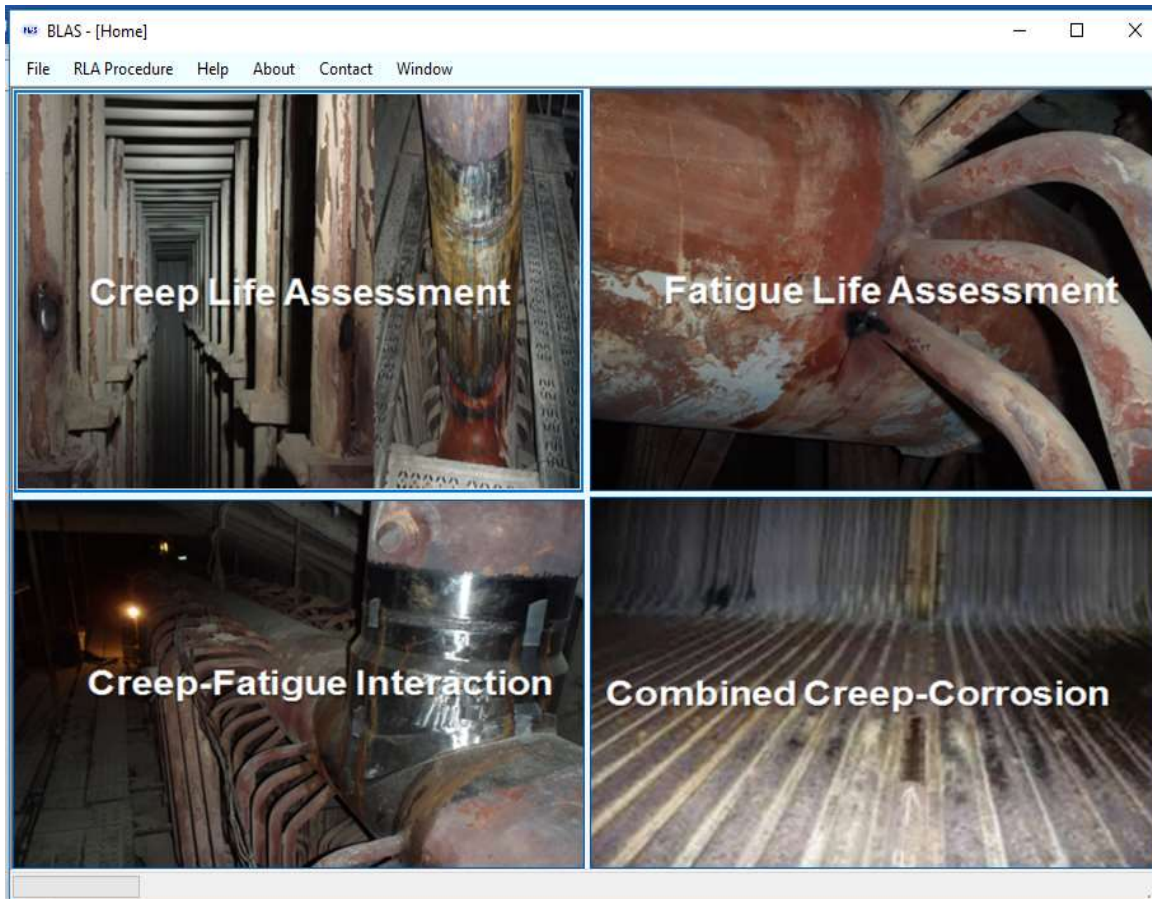 BLAS - [Home]
File RLA Procedure Help About Contact Window
Creep Life Assessment
Fatigue Life Assessment
Creep-Fatigue Interaction
Combined Creep-Corrosion